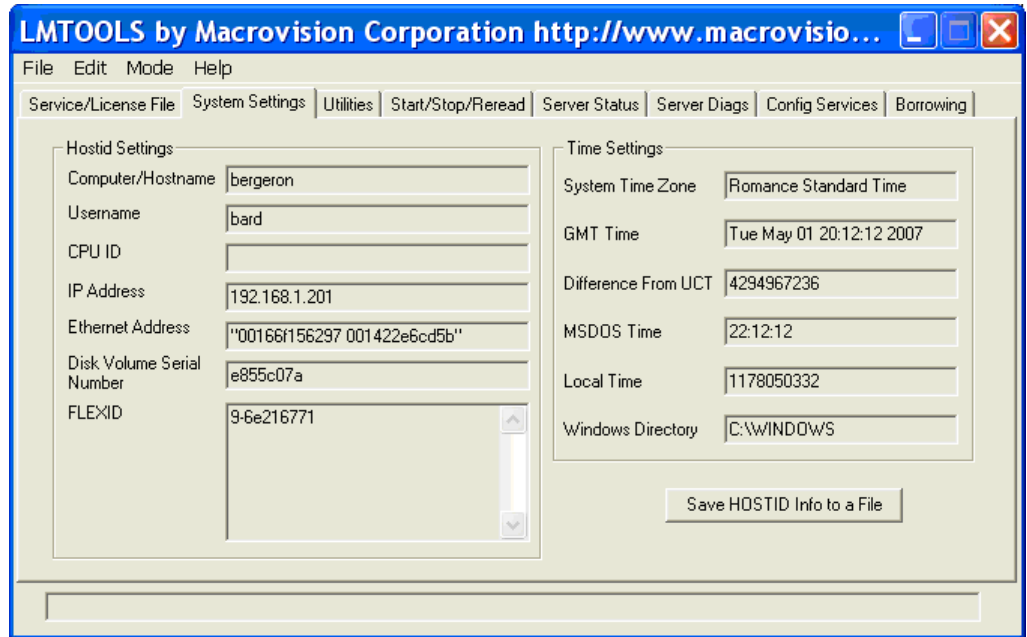 LMTOOLS by Macrovision Corporation http://www.macrovisio...
File Edit Mode Help
Service/License File System Settings Utilities Start/Stop/Reread Server Status Server Diags Config Services Borrowing
Hostid Settings
Computer/Hostname bergeron
Username bard
CPU ID
IP Address 192.168.1.201
Ethernet Address "00166f156297 001422e6cd5b"
Disk Volume Serial
Number e855c07a
FLEXID 9-6e216771
Time Settings
System Time Zone Romance Standard Time
GMT Time Tue May 01 20:12:12 2007
Difference From UCT 4294967236
MSDOS Time 22:12:12
Local Time 1178050332
Windows Directory C:\WINDOWS
Save HOSTID Info to a File